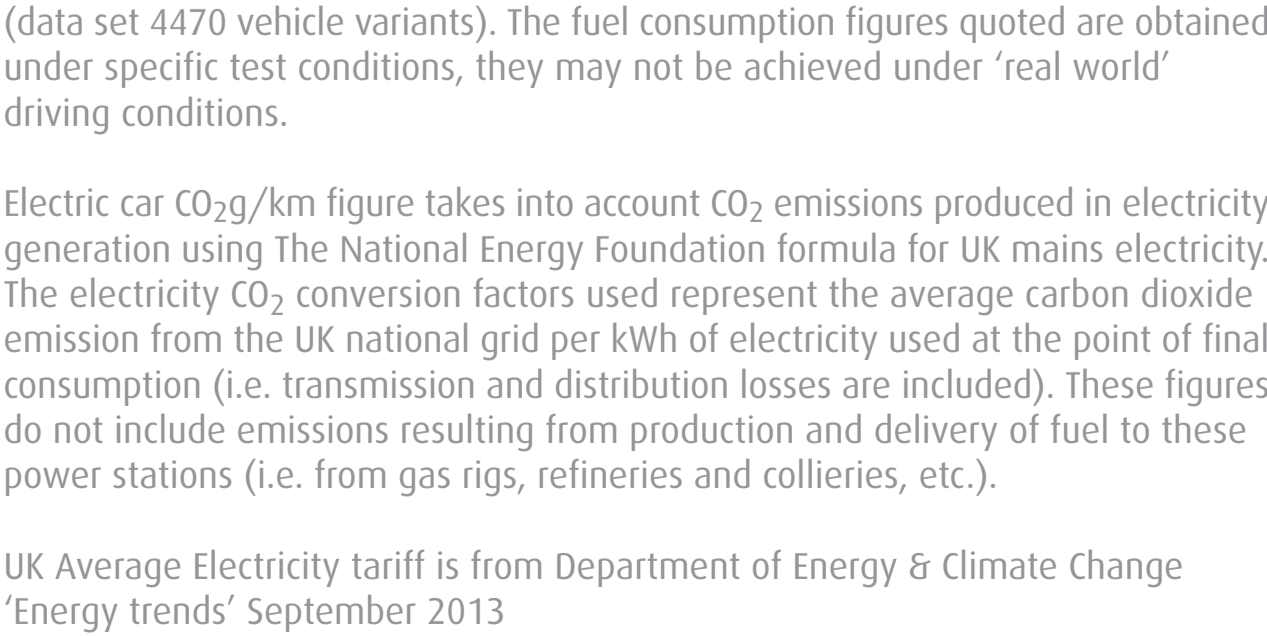 (data set 4470 vehicle variants). The fuel consumption figures quoted are obtained
under specific test conditions, they may not be achieved under ‘real world’
driving conditions.
Electric car CO₂g/km figure takes into account CO₂ emissions produced in electricity
generation using The National Energy Foundation formula for UK mains electricity.
The electricity CO₂ conversion factors used represent the average carbon dioxide
emission from the UK national grid per kWh of electricity used at the point of final
consumption (i.e. transmission and distribution losses are included). These figures
do not include emissions resulting from production and delivery of fuel to these
power stations (i.e. from gas rigs, refineries and collieries, etc.).
UK Average Electricity tariff is from Department of Energy & Climate Change
‘Energy trends’ September 2013